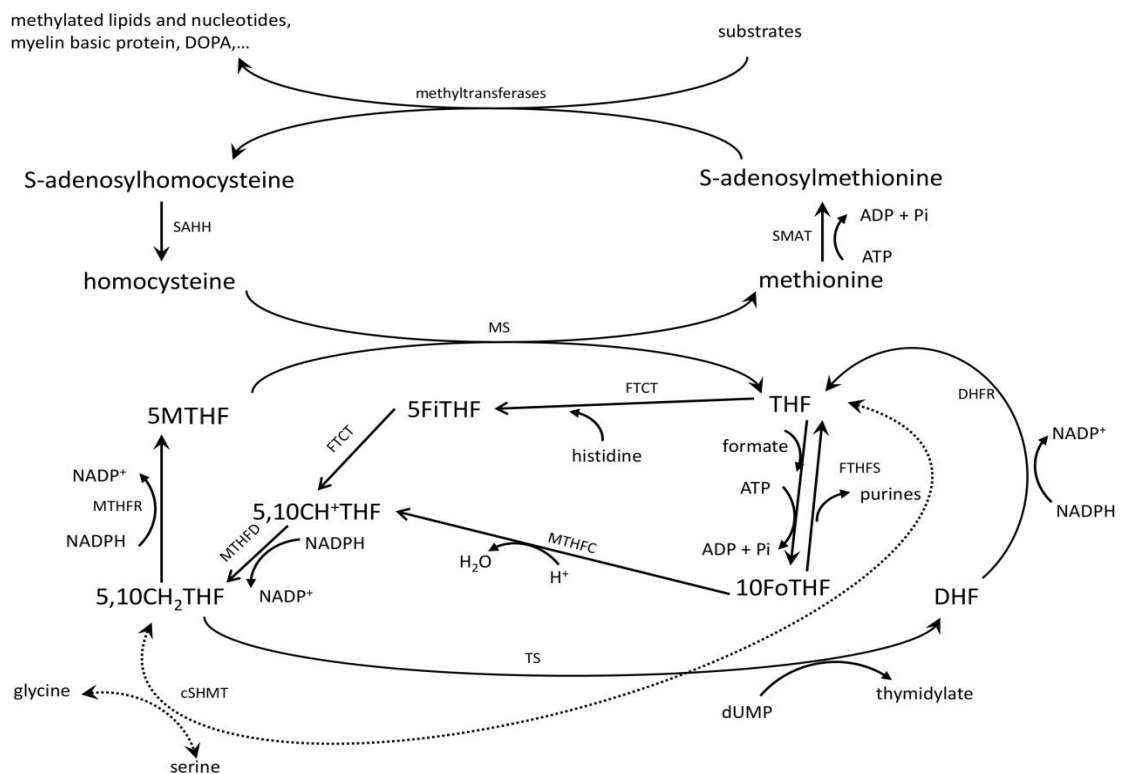 methylated lipids and nucleotides,
myelin basic protein, DOPA,...
substrates
methyltransferases
S-adenosylhomocysteine
S-adenosylmethionine
SAHH
SMAT
ADP + Pi
ATP
homocysteine
methionine
MS
5MTHF
5FiTHF
FTCT
THF
DHFR
FTCT
histidine
formate
NADP⁺
NADP⁺
MTHFR
NADPH
5,10CH⁺THF
ATP
FTHFS
purines
NADPH
MTHFD
NADPH
MTHFC
H₂O
H⁺
ADP + Pi
5,10CH₂THF
NADP⁺
10FoTHF
DHF
TS
glycine
cSHMT
dUMP
thymidylate
serine